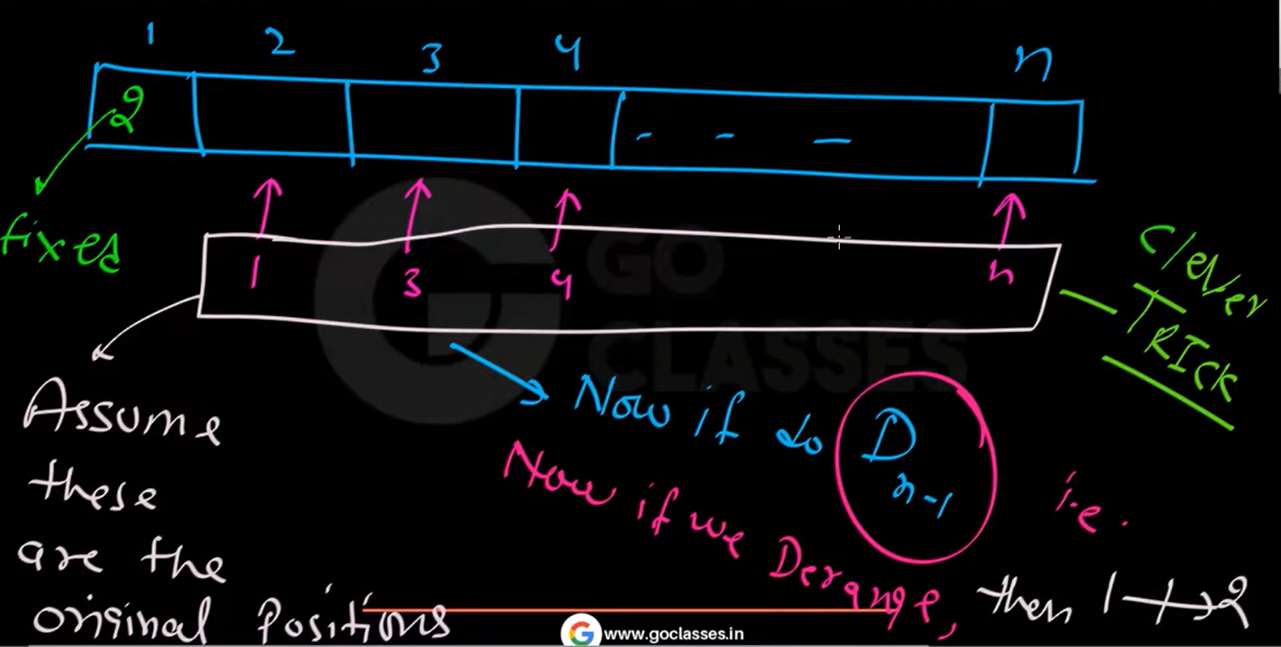 1 2 3 4 n
2 - - -
fixed
1 3 4 n
GO
CLASSES
Clever
TRICK
Assume
these
are the
original positions
Now if do D n-1
Now if we Derange, i.e.
then 1 ↛ 2
www.goclasses.in